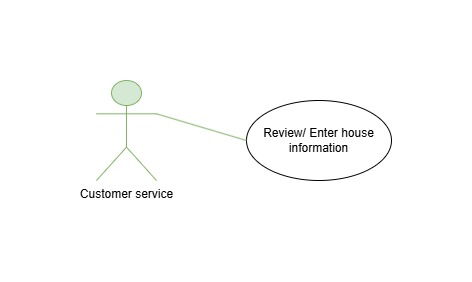 Review/ Enter house
information
Customer service